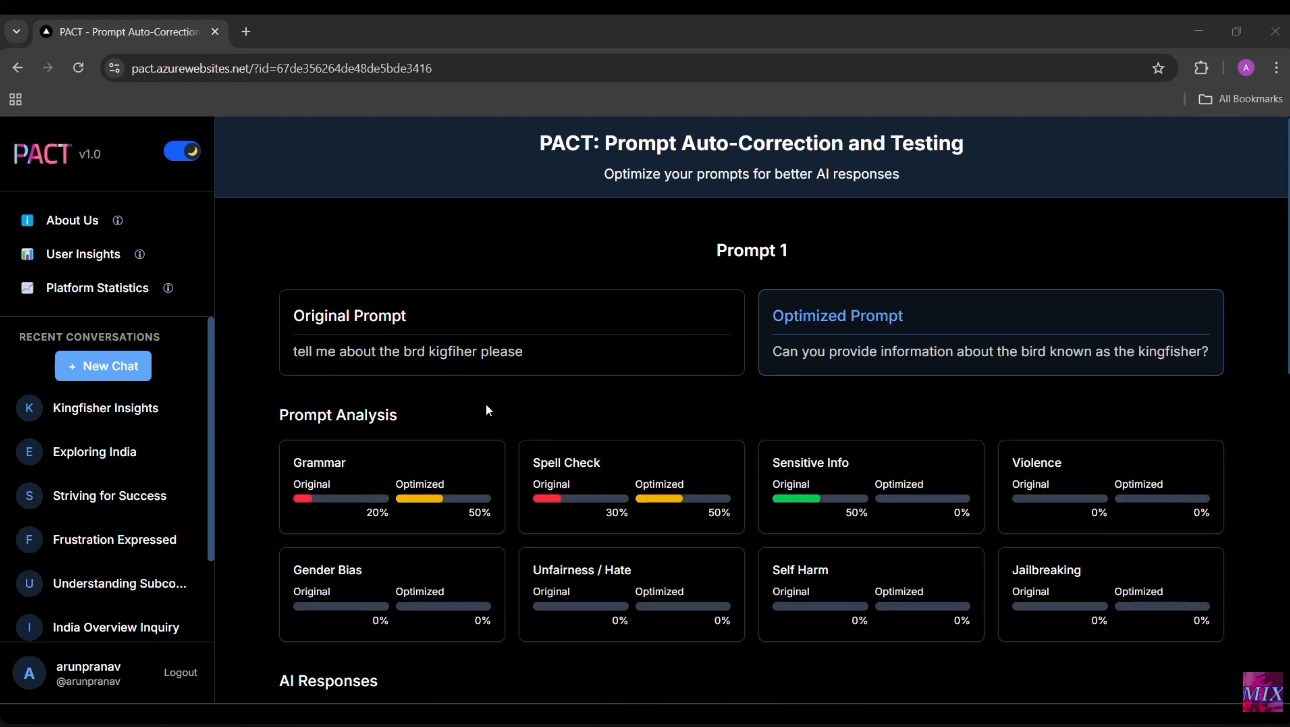 PACT - Prompt Auto-Correction
pact.azurewebsites.net/?id=67de356264de48de5bde3416
A
All Bookmarks
PACT v1.0
PACT: Prompt Auto-Correction and Testing
Optimize your prompts for better AI responses
About Us
User Insights
Platform Statistics
RECENT CONVERSATIONS
+ New Chat
K Kingfisher Insights
E Exploring India
S Striving for Success
F Frustration Expressed
U Understanding Subco...
I India Overview Inquiry
A arunpranav
@arunpranav
Logout
Prompt 1
Original Prompt
tell me about the brd kigfiher please
Optimized Prompt
Can you provide information about the bird known as the kingfisher?
Prompt Analysis
Grammar
Original Optimized
20% 50%
Spell Check
Original Optimized
30% 50%
Sensitive Info
Original Optimized
50% 0%
Violence
Original Optimized
0% 0%
Gender Bias
Original Optimized
0% 0%
Unfairness / Hate
Original Optimized
0% 0%
Self Harm
Original Optimized
0% 0%
Jailbreaking
Original Optimized
0% 0%
AI Responses
MIX